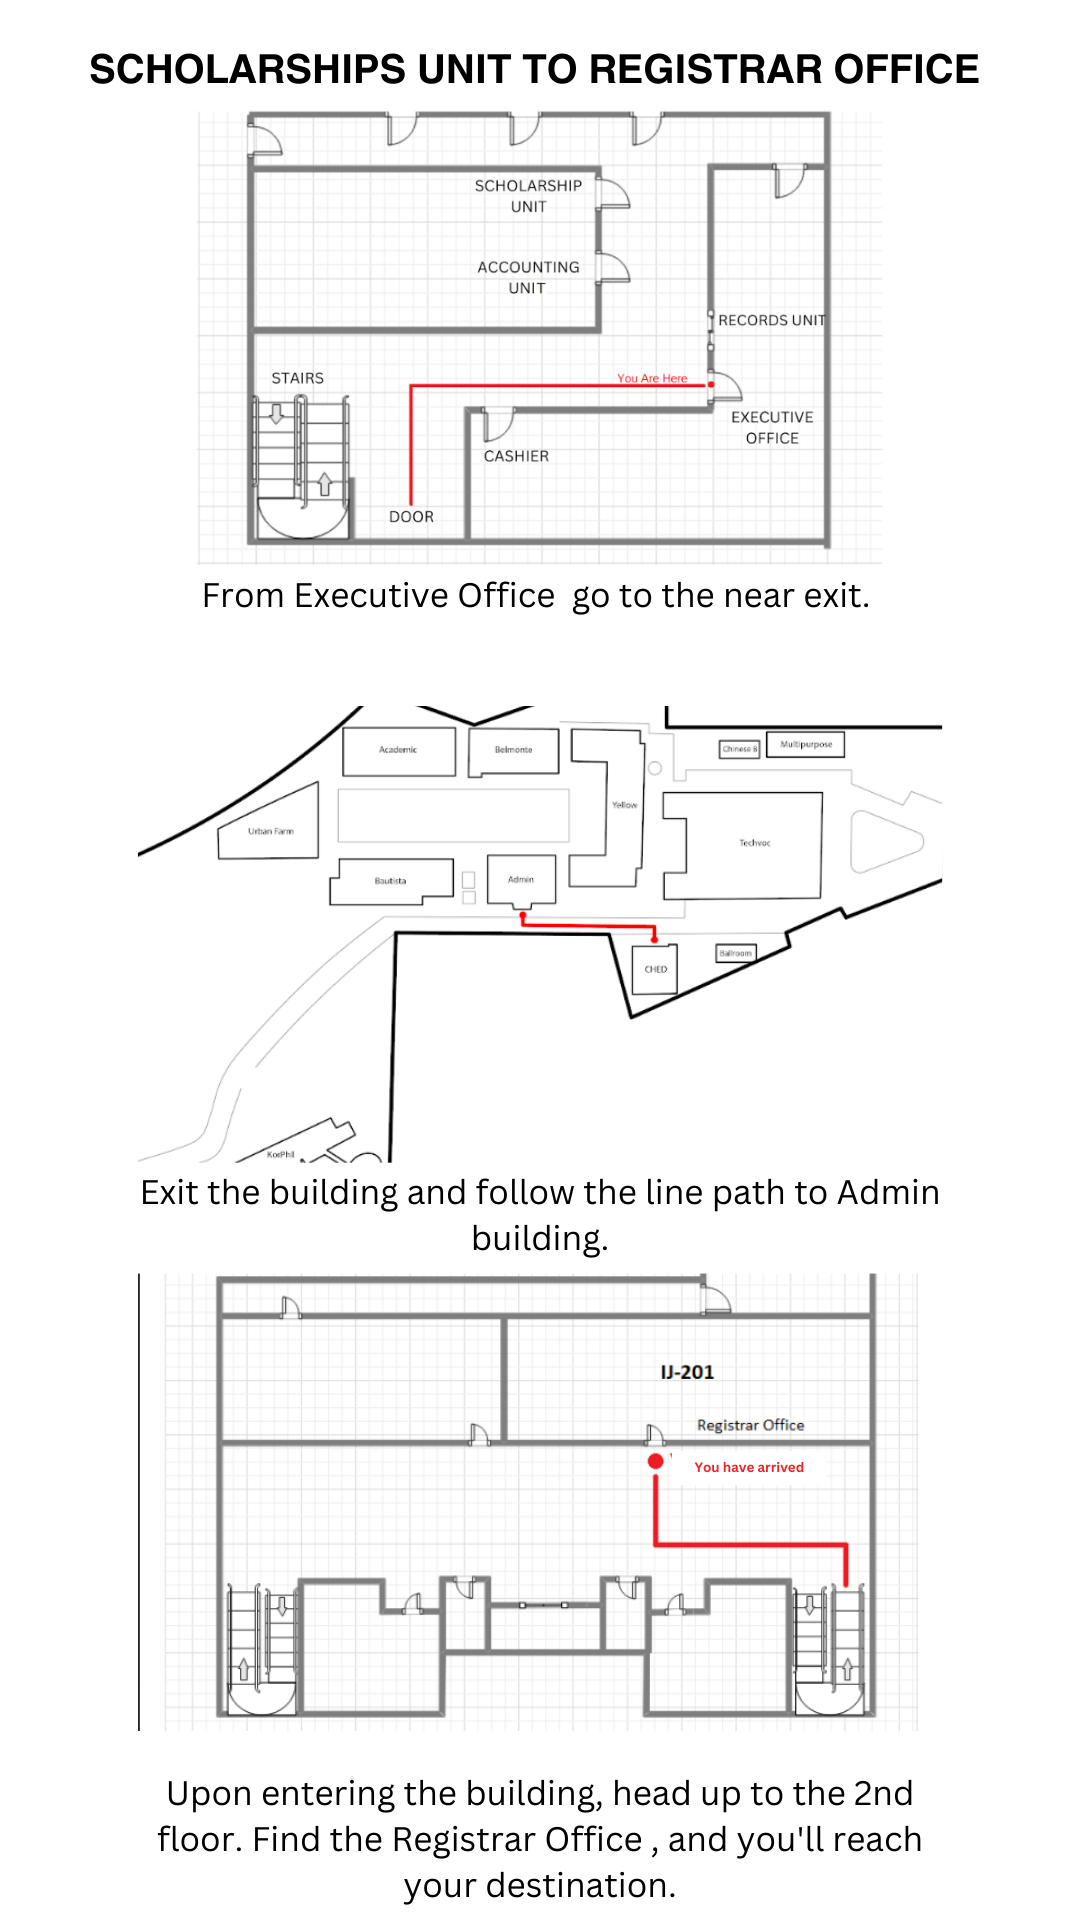 SCHOLARSHIPS UNIT TO REGISTRAR OFFICE
SCHOLARSHIP
UNIT
ACCOUNTING
UNIT
RECORDS UNIT
STAIRS
You Are Here
EXECUTIVE
OFFICE
CASHIER
DOOR
From Executive Office  go to the near exit.
Academic
Belmonte
Chinese B
Multipurpose
Yellow
Urban Farm
Techvoc
Bautista
Admin
CHED
Ballroom
KorPhil
Exit the building and follow the line path to Admin
building.
IJ-201
Registrar Office
You have arrived
Upon entering the building, head up to the 2nd
floor. Find the Registrar Office , and you'll reach
your destination.